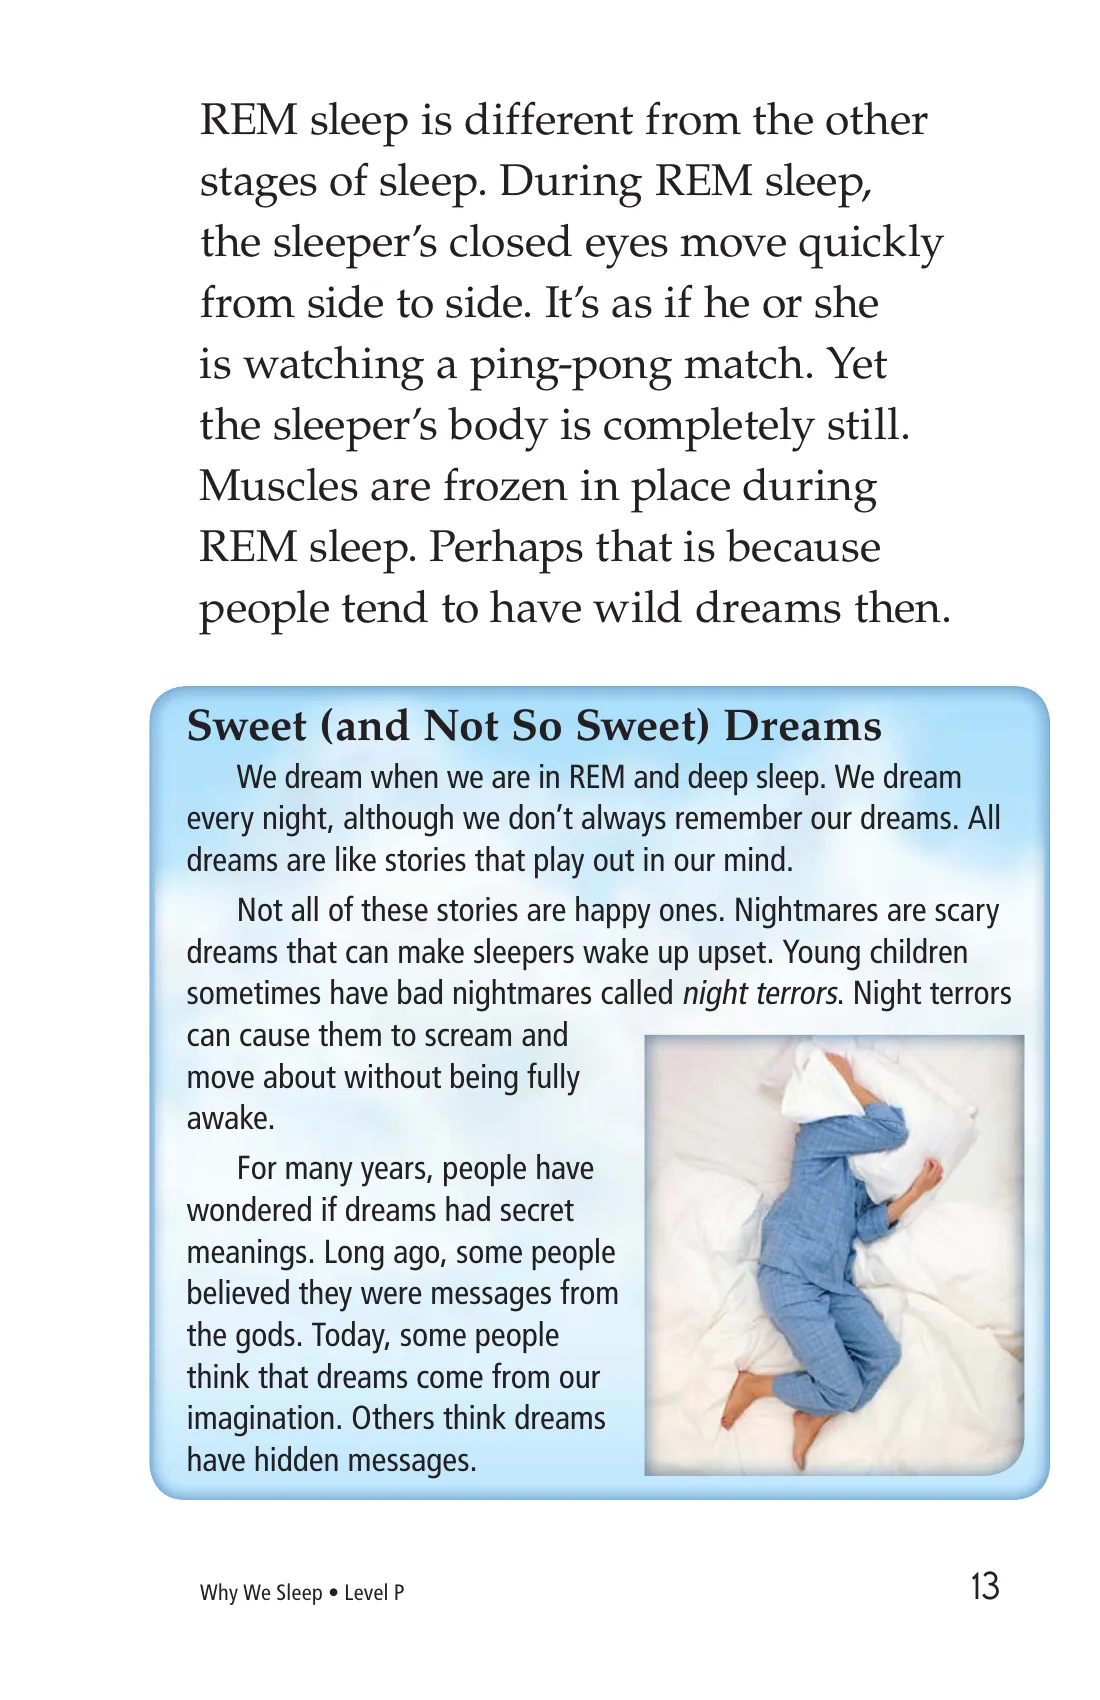 REM sleep is different from the other
stages of sleep. During REM sleep,
the sleeper’s closed eyes move quickly
from side to side. It’s as if he or she
is watching a ping-pong match. Yet
the sleeper’s body is completely still.
Muscles are frozen in place during
REM sleep. Perhaps that is because
people tend to have wild dreams then.
Sweet (and Not So Sweet) Dreams
We dream when we are in REM and deep sleep. We dream
every night, although we don’t always remember our dreams. All
dreams are like stories that play out in our mind.
Not all of these stories are happy ones. Nightmares are scary
dreams that can make sleepers wake up upset. Young children
sometimes have bad nightmares called night terrors. Night terrors
can cause them to scream and
move about without being fully
awake.
For many years, people have
wondered if dreams had secret
meanings. Long ago, some people
believed they were messages from
the gods. Today, some people
think that dreams come from our
imagination. Others think dreams
have hidden messages.
Why We Sleep • Level P
13